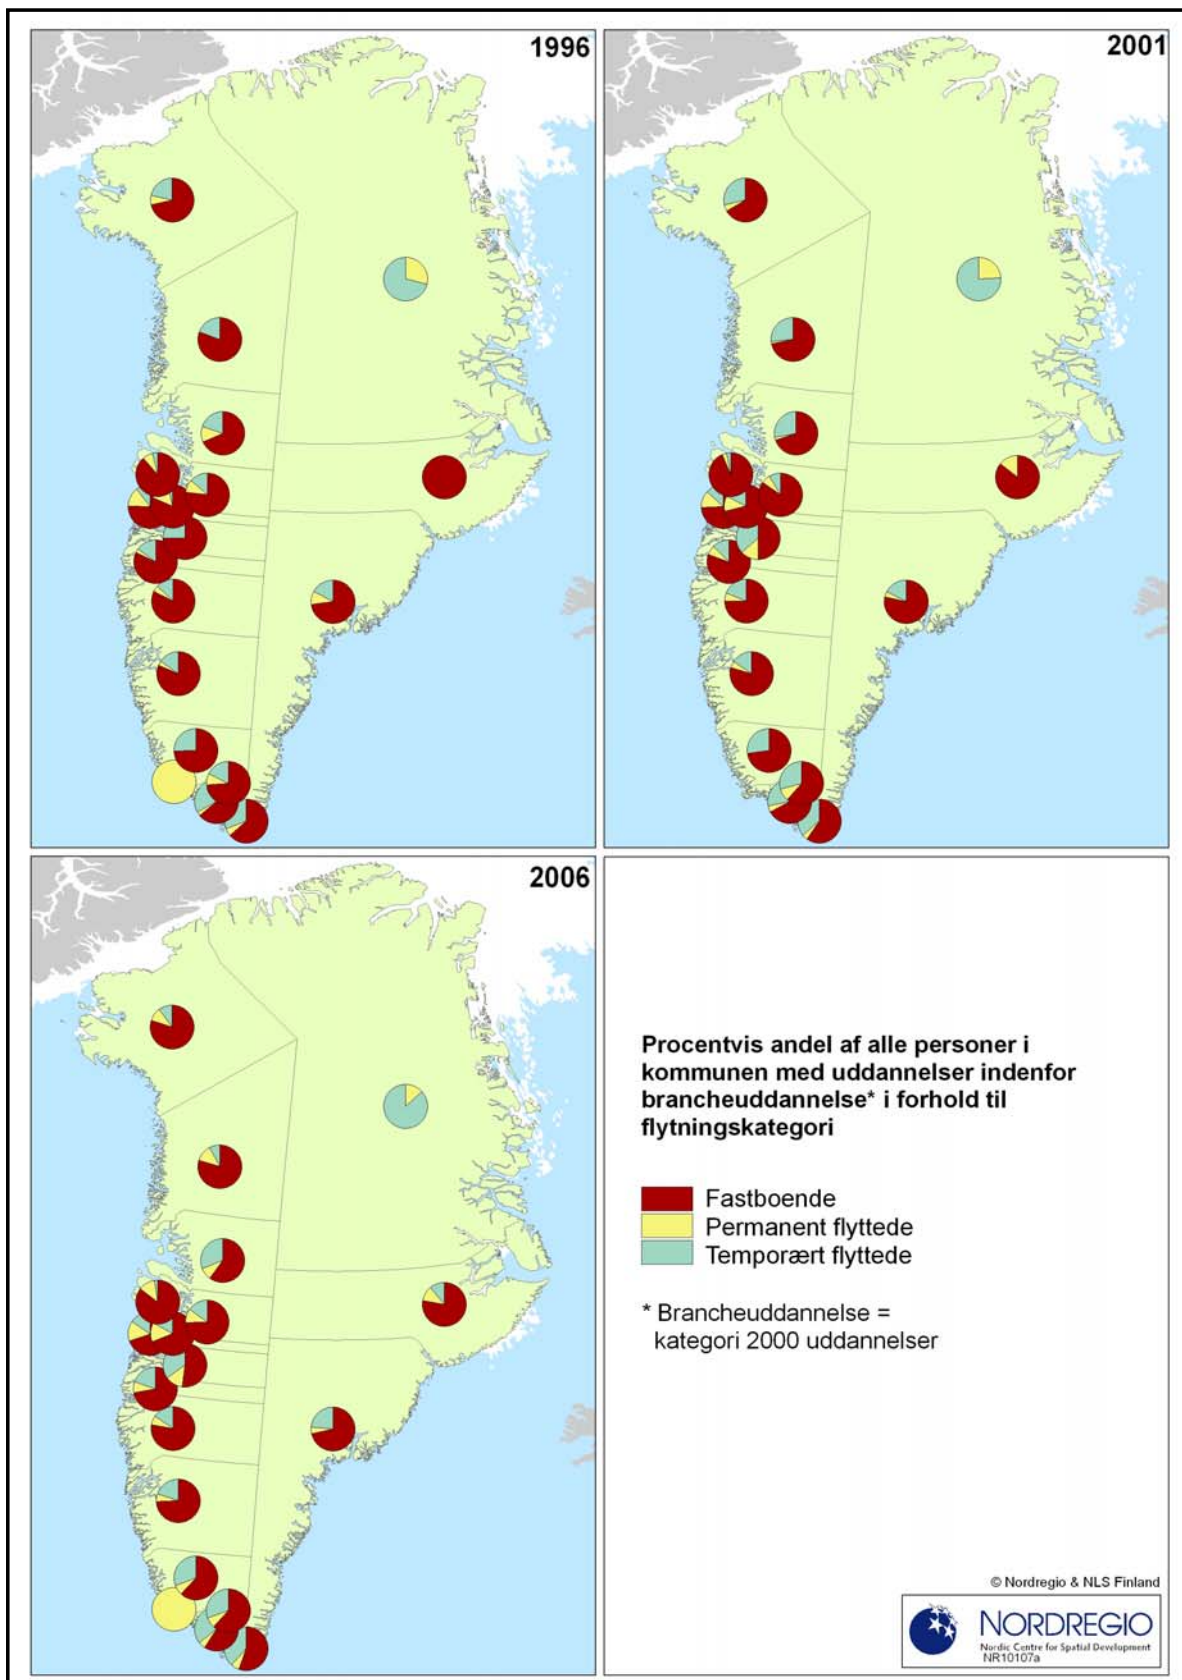 1996
2001
2006
Procentvis andel af alle personer i
kommunen med uddannelser indenfor
brancheuddannelse* i forhold til
flytningskategori
Fastboende
Permanent flyttede
Temporært flyttede
* Brancheuddannelse =
kategori 2000 uddannelser
© Nordregio & NLS Finland
NORDREGIO
Nordic Centre for Spatial Development
NR10107a